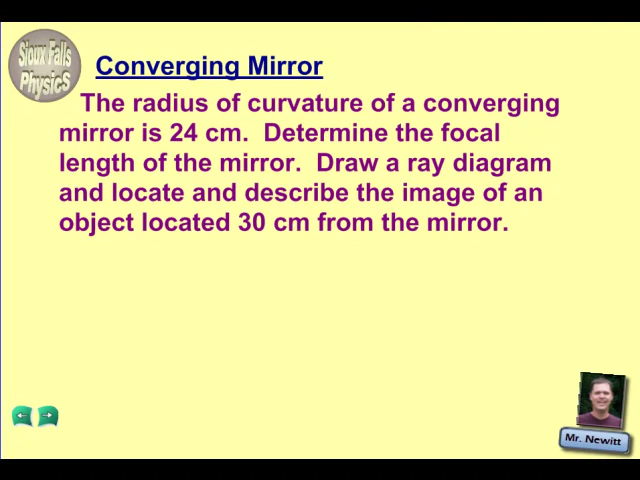 Sioux Falls
Physics
Converging Mirror
The radius of curvature of a converging
mirror is 24 cm.  Determine the focal
length of the mirror.  Draw a ray diagram
and locate and describe the image of an
object located 30 cm from the mirror.
Mr. Newitt